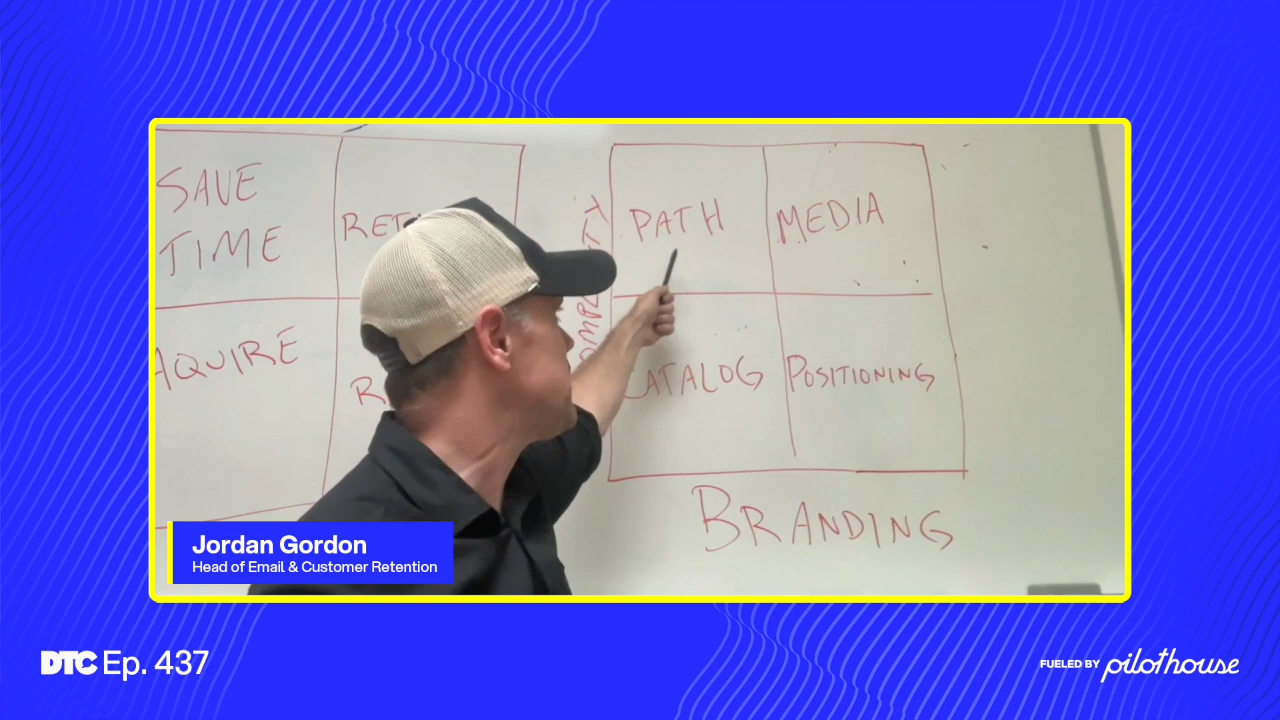 SAVE
TIME
AQUIRE
PATH
MEDIA
CATALOG
POSITIONING
BRANDING
Jordan Gordon
Head of Email & Customer Retention
DTC Ep. 437
FUELED BY pilothouse